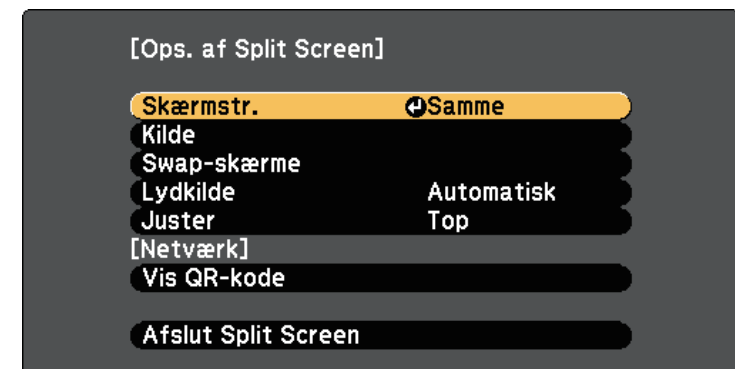 [Ops. af Split Screen]
Skærmstr. Samme
Kilde
Swap-skærme
Lydkilde Automatisk
Juster Top
[Netværk]
Vis QR-kode
Afslut Split Screen